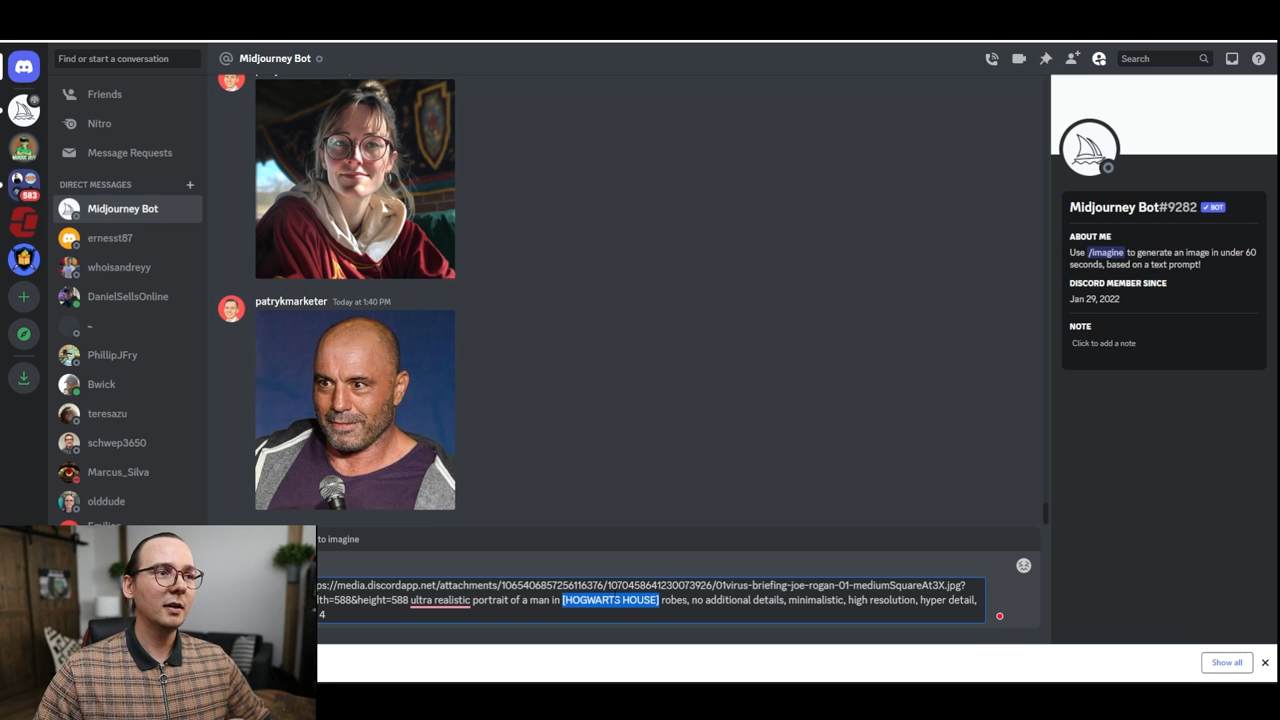 Find or start a conversation
Midjourney Bot
Search
Friends
Nitro
Message Requests
DIRECT MESSAGES
Midjourney Bot
ernesst87
whoisandreyy
DanielSellsOnline
~
PhillipJFry
Bwick
teresazu
schwep3650
Marcus_Silva
olddude
583
patrykmarketer Today at 1:40 PM
to imagine
ps://media.discordapp.net/attachments/1065406857256116376/1070458641230073926/01virus-briefing-joe-rogan-01-mediumSquareAt3X.jpg?
th=588&height=588 ultra realistic portrait of a man in [HOGWARTS HOUSE] robes, no additional details, minimalistic, high resolution, hyper detail,
4
Midjourney Bot#9282 ✓ BOT
ABOUT ME
Use /imagine to generate an image in under 60
seconds, based on a text prompt!
DISCORD MEMBER SINCE
Jan 29, 2022
NOTE
Click to add a note
Show all